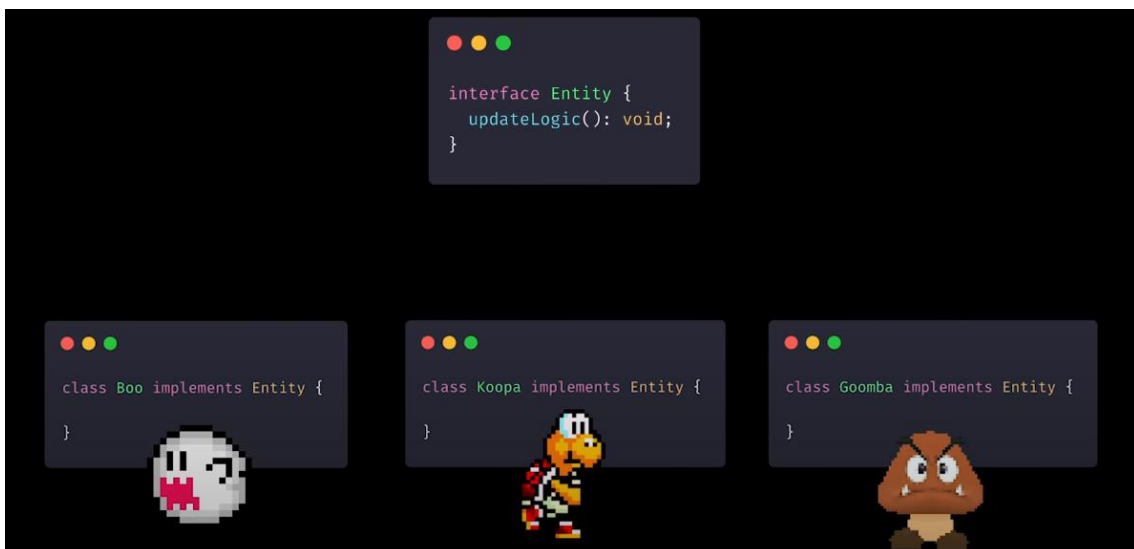 interface Entity {
updateLogic(): void;
}
class Boo implements Entity {
}
class Koopa implements Entity {
}
class Goomba implements Entity {
}